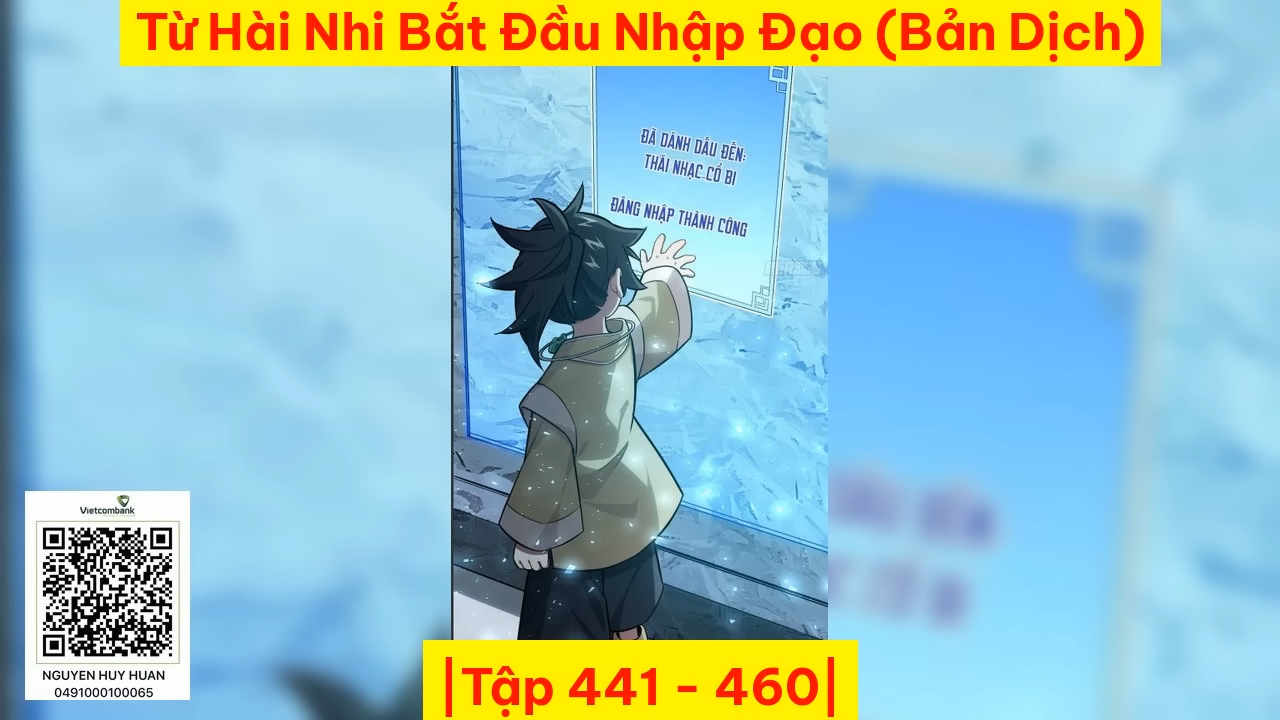 Từ Hài Nhi Bắt Đầu Nhập Đạo (Bản Dịch)
ĐÃ DÁNH DẤU ĐẾN:
THÁI NHẠC CỔ BI
ĐĂNG NHẬP THÀNH CÔNG
Vietcombank
NGUYEN HUY HUAN
0491000100065
|Tập 441 - 460|